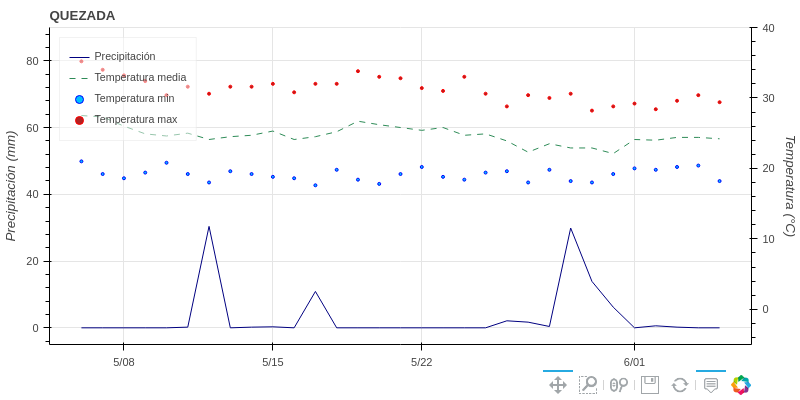 QUEZADA
Precipitación
Temperatura media
Temperatura min
Temperatura max
Precipitación (mm)
80
60
40
20
0
Temperatura (°C)
40
30
20
10
0
5/08
5/15
5/22
6/01